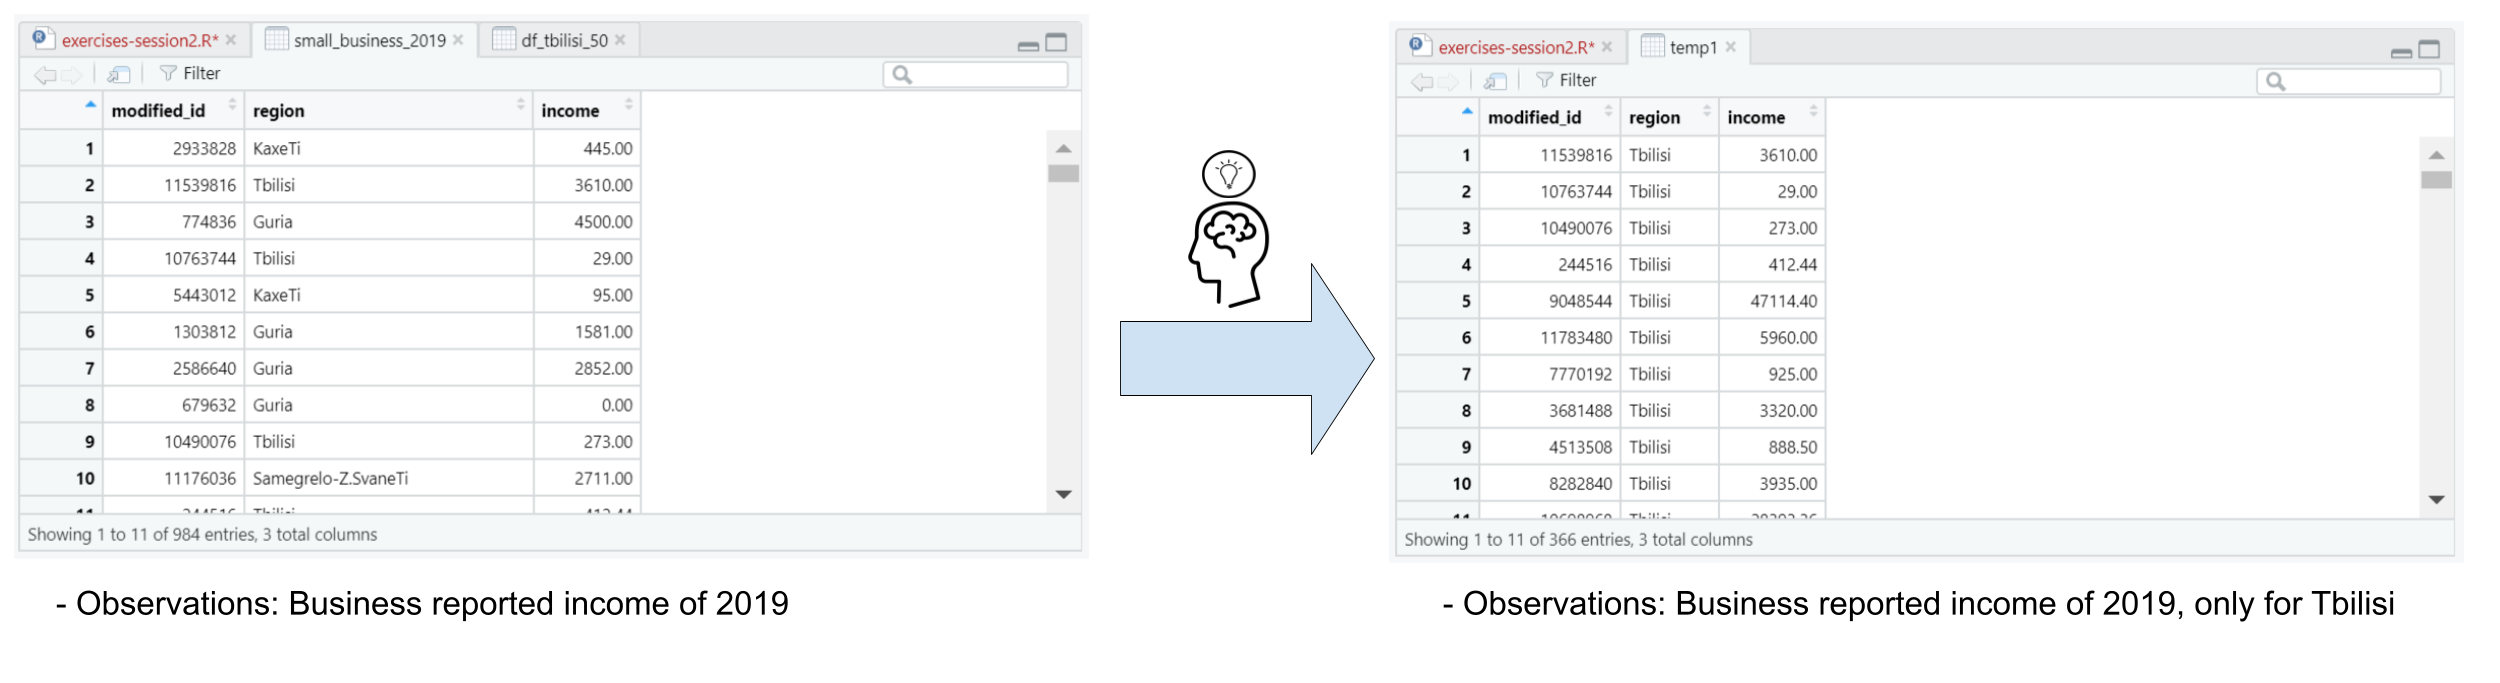 exercises-session2.R* small_business_2019 df_tbilisi_50
Filter
modified_id region income
1 2933828 KaxeTi 445.00
2 11539816 Tbilisi 3610.00
3 774836 Guria 4500.00
4 10763744 Tbilisi 29.00
5 5443012 KaxeTi 95.00
6 1303812 Guria 1581.00
7 2586640 Guria 2852.00
8 679632 Guria 0.00
9 10490076 Tbilisi 273.00
10 11176036 Samegrelo-Z.SvaneTi 2711.00
11 244516 Tbilisi 412.44
Showing 1 to 11 of 984 entries, 3 total columns
- Observations: Business reported income of 2019
exercises-session2.R* temp1
Filter
modified_id region income
1 11539816 Tbilisi 3610.00
2 10763744 Tbilisi 29.00
3 10490076 Tbilisi 273.00
4 244516 Tbilisi 412.44
5 9048544 Tbilisi 47114.40
6 11783480 Tbilisi 5960.00
7 7770192 Tbilisi 925.00
8 3681488 Tbilisi 3320.00
9 4513508 Tbilisi 888.50
10 8282840 Tbilisi 3935.00
11 Tbilisi
Showing 1 to 11 of 366 entries, 3 total columns
- Observations: Business reported income of 2019, only for Tbilisi